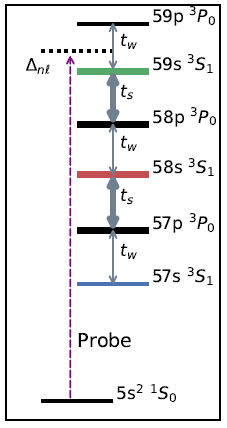 59p ³P₀
t_w
Δ_nℓ
59s ³S₁
t_s
58p ³P₀
t_w
58s ³S₁
t_s
57p ³P₀
t_w
57s ³S₁
Probe
5s² ¹S₀